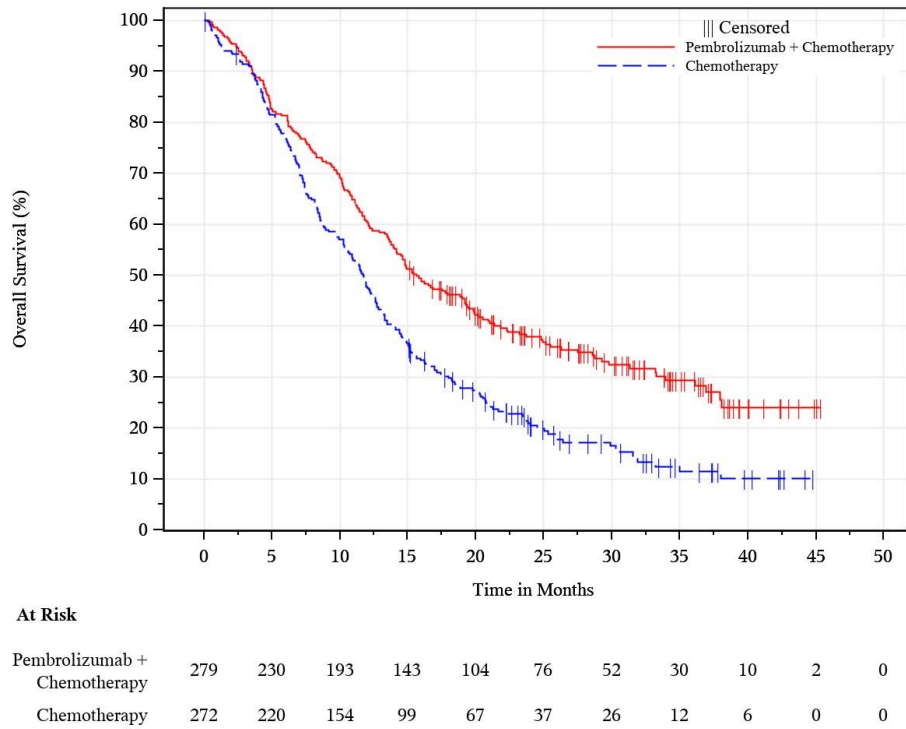 ||| Censored
Pembrolizumab + Chemotherapy
Chemotherapy
100
90
80
70
60
50
40
30
20
10
0
Overall Survival (%)
0 5 10 15 20 25 30 35 40 45 50
Time in Months
At Risk
Pembrolizumab +
Chemotherapy 279 230 193 143 104 76 52 30 10 2 0
Chemotherapy 272 220 154 99 67 37 26 12 6 0 0